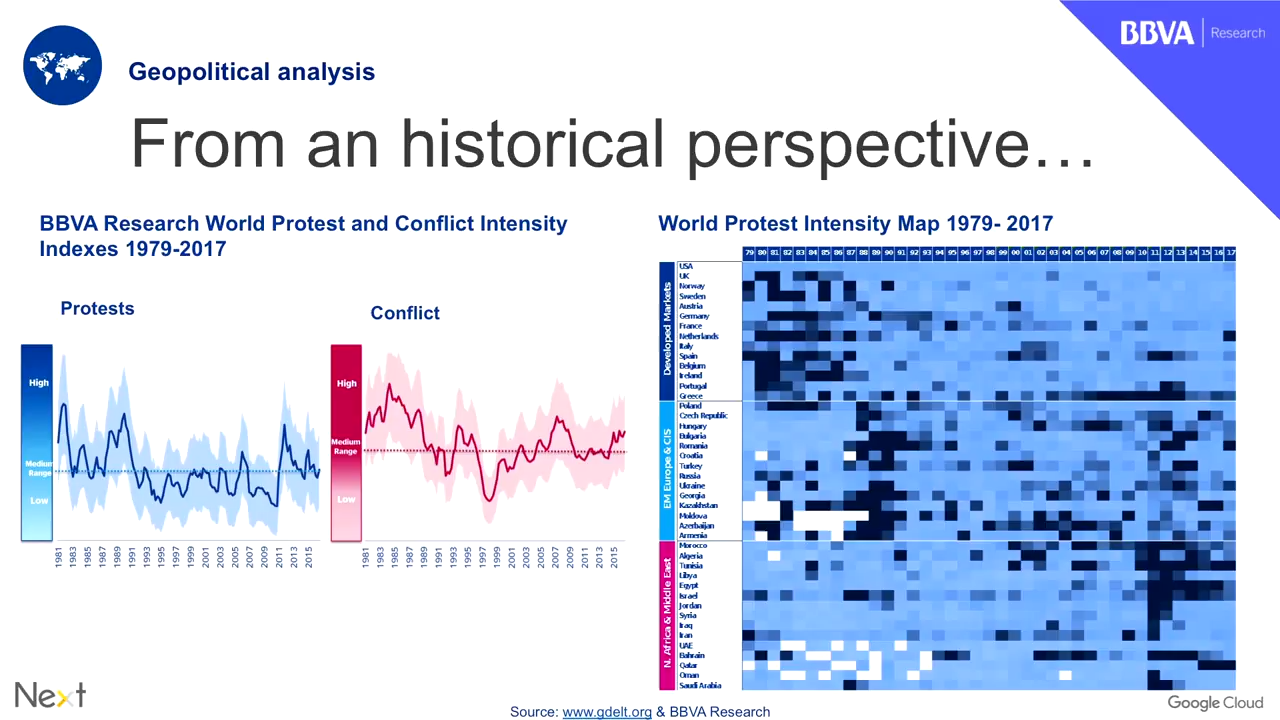 BBVA | Research
Geopolitical analysis
From an historical perspective…
BBVA Research World Protest and Conflict Intensity
Indexes 1979-2017
World Protest Intensity Map 1979- 2017
Protests
High
Medium
Range
Low
1981 1983 1985 1987 1989 1991 1993 1995 1997 1999 2001 2003 2005 2007 2009 2011 2013 2015
Conflict
High
Medium
Range
Low
1981 1983 1985 1987 1989 1991 1993 1995 1997 1999 2001 2003 2005 2007 2009 2011 2013 2015
79 80 81 82 83 84 85 86 87 88 89 90 91 92 93 94 95 96 97 98 99 00 01 02 03 04 05 06 07 08 09 10 11 12 13 14 15 16 17
Developed Markets
USA
UK
Norway
Sweden
Austria
Germany
France
Netherlands
Italy
Spain
Belgium
Ireland
Portugal
Greece
EM Europe & CIS
Poland
Czech Republic
Hungary
Bulgaria
Romania
Croatia
Turkey
Russia
Ukraine
Georgia
Kazakhstan
Moldova
Azerbaijan
Armenia
N. Africa & Middle East
Morocco
Algeria
Tunisia
Libya
Egypt
Israel
Jordan
Syria
Iraq
Iran
UAE
Bahrain
Qatar
Oman
Saudi Arabia
Next
Source: www.gdelt.org & BBVA Research
Google Cloud